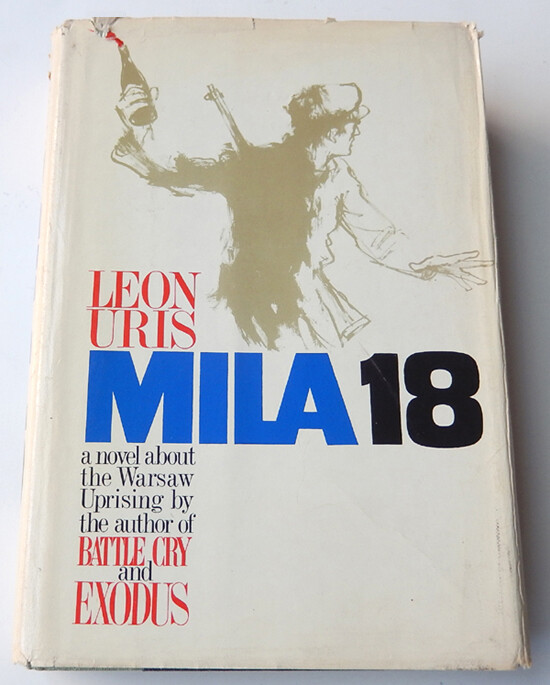 LEON
URIS
MILA 18
a novel about
the Warsaw
Uprising by
the author of
BATTLE CRY
and
EXODUS